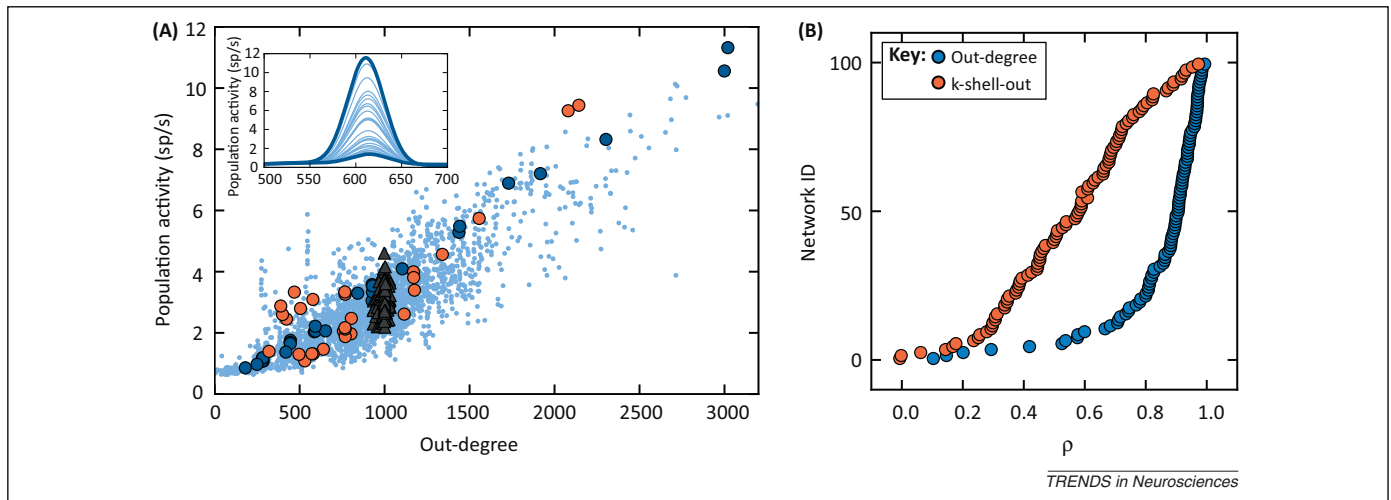 (A)
12
10
8
6
4
2
0
Population activity (sp/s)
0 500 1000 1500 2000 2500 3000
Out-degree
12
10
8
6
4
2
0
Population activity (sp/s)
500 550 600 650 700
(B)
Key: Out-degree
k-shell-out
100
50
0
Network ID
0.0 0.2 0.4 0.6 0.8 1.0
ρ
TRENDS in Neurosciences